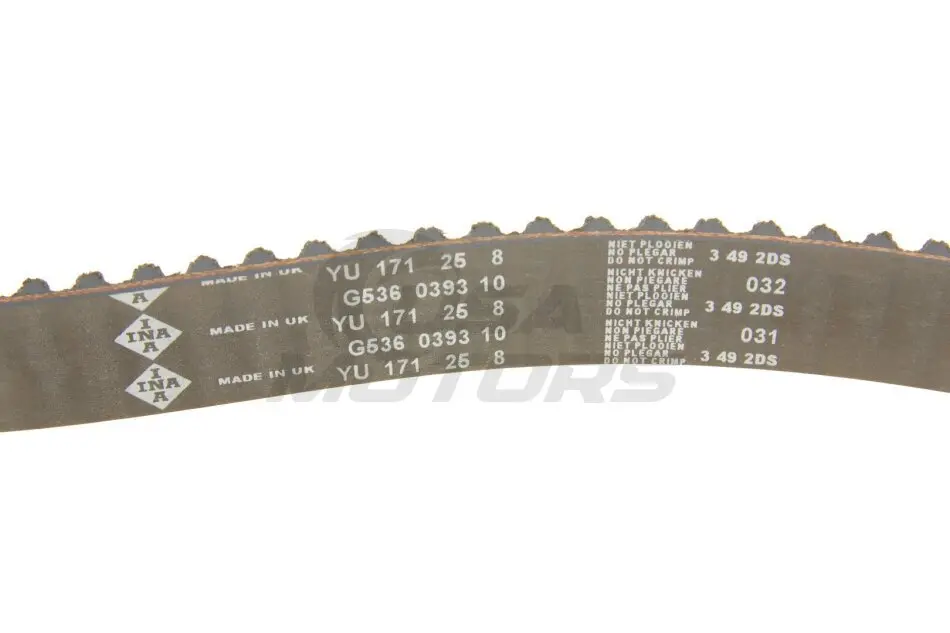 A
MADE IN UK YU 171 25 8
NIET PLOOIEN
NO PLEGAR
DO NOT CRIMP
3 49 2DS
G536 0393 10
NICHT KNICKEN
NON PIEGARE
NE PAS PLIER
032
I
INA
A
MADE IN UK YU 171 25 8
NIET PLOOIEN
NO PLEGAR
DO NOT CRIMP
3 49 2DS
G536 0393 10
NICHT KNICKEN
NON PIEGARE
NE PAS PLIER
031
I
INA
A
MADE IN UK YU 171 25 8
NIET PLOOIEN
NO PLEGAR
DO NOT CRIMP
3 49 2DS
MOTORS